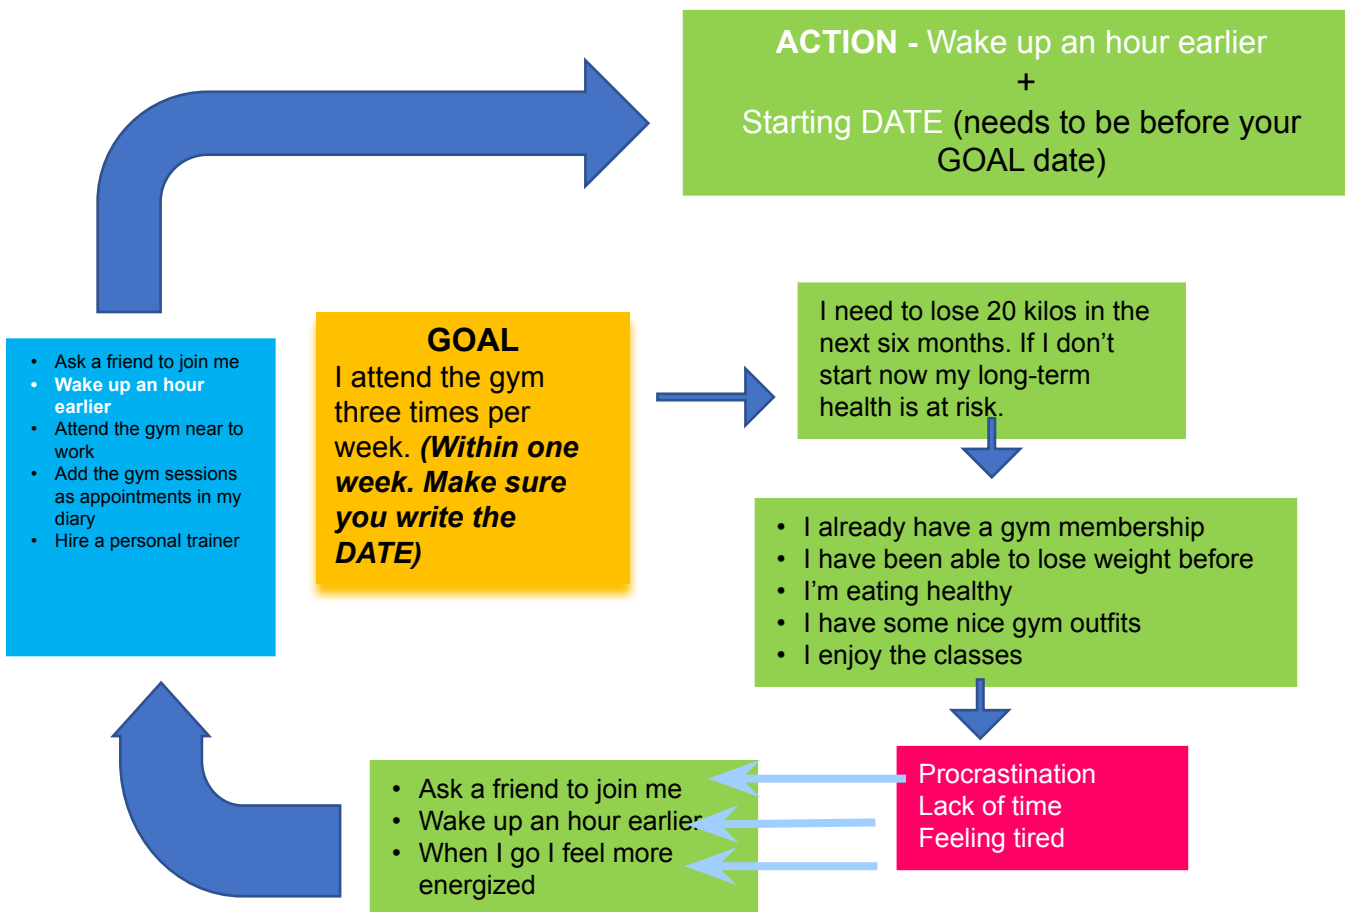 ACTION - Wake up an hour earlier
+
Starting DATE (needs to be before your
GOAL date)
GOAL
I attend the gym
three times per
week. (Within one
week. Make sure
you write the
DATE)
I need to lose 20 kilos in the
next six months. If I don’t
start now my long-term
health is at risk.
• I already have a gym membership
• I have been able to lose weight before
• I’m eating healthy
• I have some nice gym outfits
• I enjoy the classes
Procrastination
Lack of time
Feeling tired
• Ask a friend to join me
• Wake up an hour earlier
• When I go I feel more
energized
• Ask a friend to join me
• Wake up an hour
earlier
• Attend the gym near to
work
• Add the gym sessions
as appointments in my
diary
• Hire a personal trainer